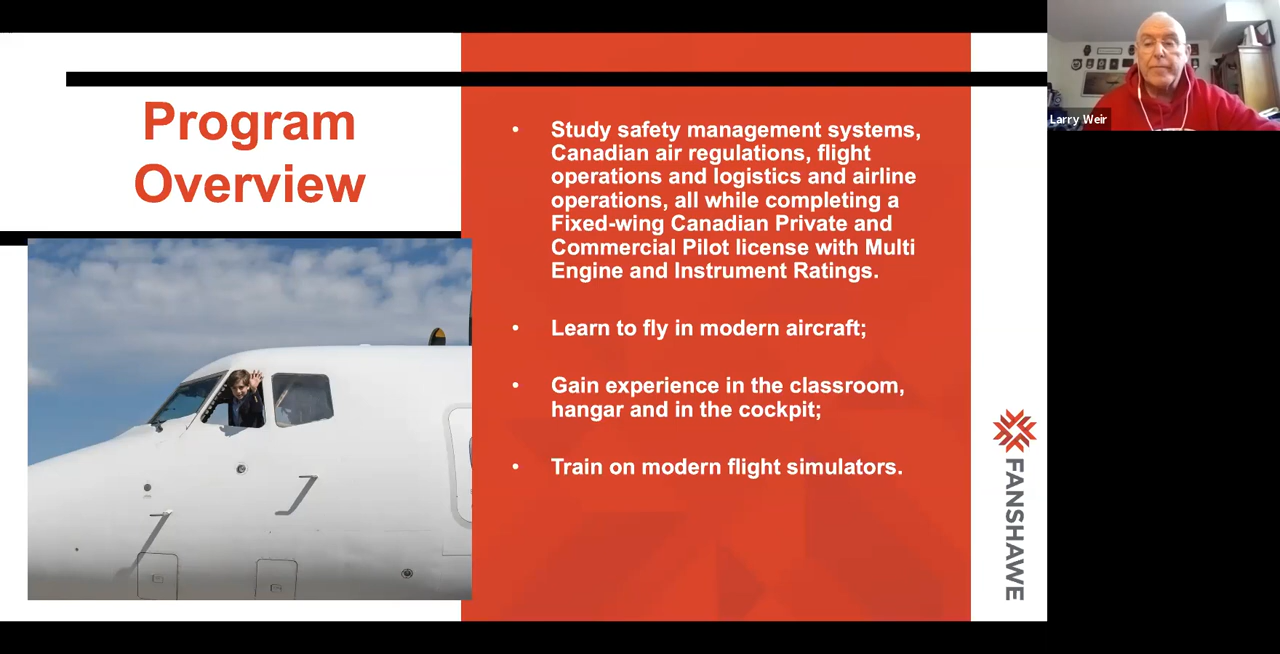 Program
Overview
• Study safety management systems,
Canadian air regulations, flight
operations and logistics and airline
operations, all while completing a
Fixed-wing Canadian Private and
Commercial Pilot license with Multi
Engine and Instrument Ratings.
• Learn to fly in modern aircraft;
• Gain experience in the classroom,
hangar and in the cockpit;
• Train on modern flight simulators.
FANSHAWE
Larry Weir